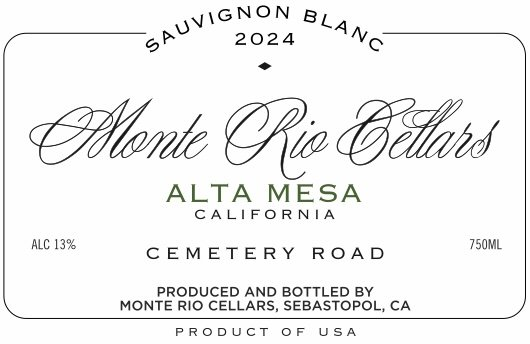 SAUVIGNON BLANC
2024
Monte Rio Cellars
ALTA MESA
CALIFORNIA
ALC 13%
750ML
CEMETERY ROAD
PRODUCED AND BOTTLED BY
MONTE RIO CELLARS, SEBASTOPOL, CA
PRODUCT OF USA